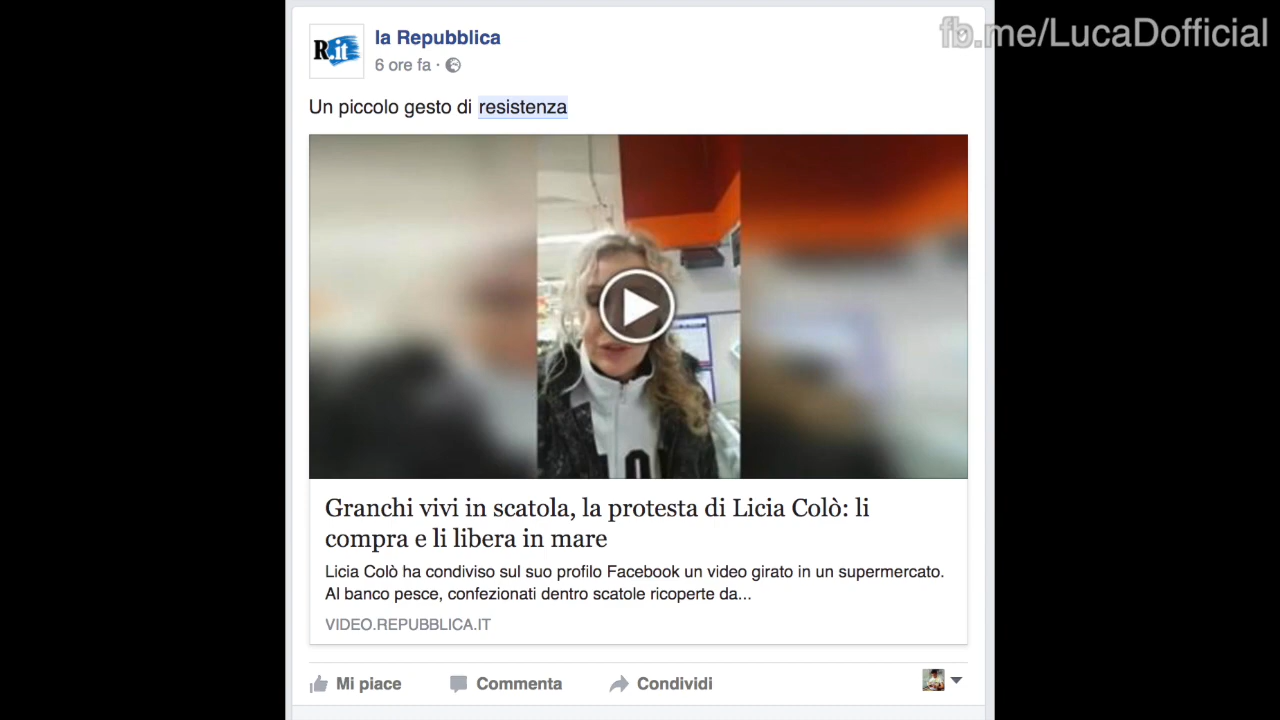 fb.me/LucaDofficial
R.it
la Repubblica
6 ore fa ·
Un piccolo gesto di resistenza
Granchi vivi in scatola, la protesta di Licia Colò: li
compra e li libera in mare
Licia Colò ha condiviso sul suo profilo Facebook un video girato in un supermercato.
Al banco pesce, confezionati dentro scatole ricoperte da...
VIDEO.REPUBBLICA.IT
Mi piace
Commenta
Condividi